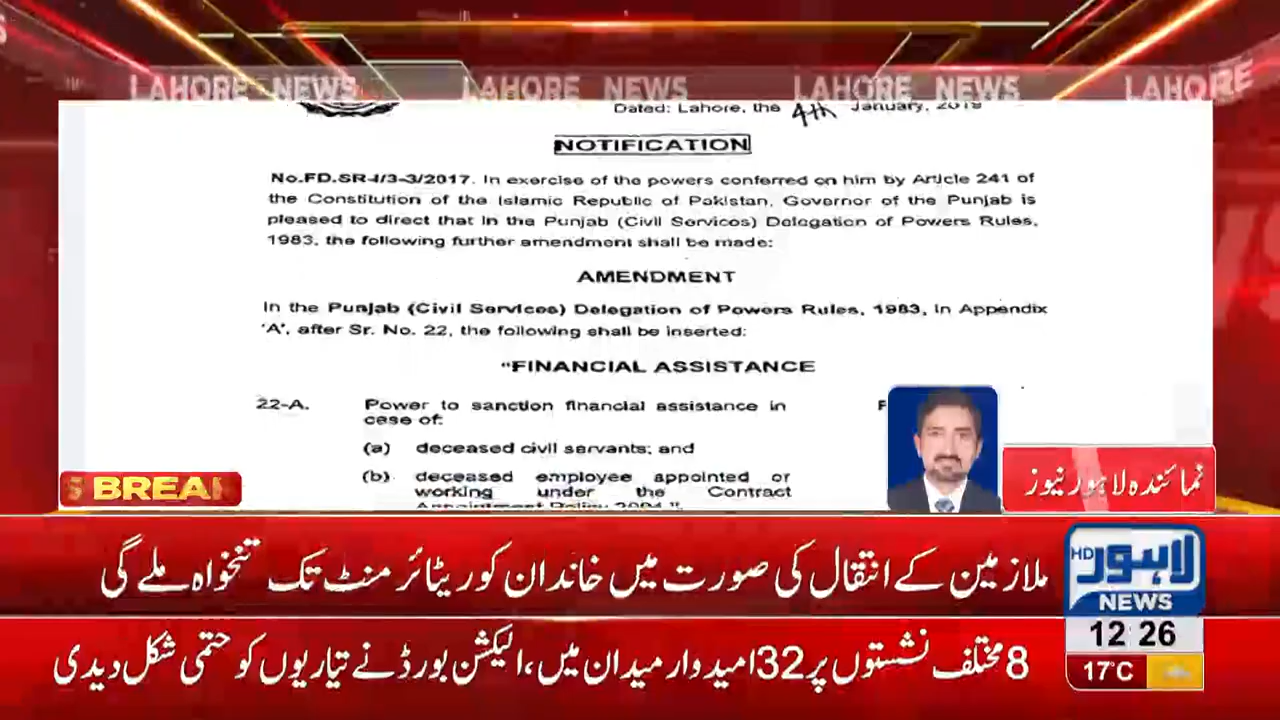 LAHORE NEWS LAHORE NEWS LAHORE NEWS LAHORE
Dated: Lahore, the 4th January,
NOTIFICATION
No.FD.SR-I/3-3/2017. In exercise of the powers conferred on him by Article 241 of
the Constitution of the Islamic Republic of Pakistan, Governor of the Punjab is
pleased to direct that in the Punjab (Civil Services) Delegation of Powers Rules,
1983, the following further amendment shall be made:
AMENDMENT
In the Punjab (Civil Services) Delegation of Powers Rules, 1983, in Appendix
'A', after Sr. No. 22, the following shall be inserted:
"FINANCIAL ASSISTANCE
22-A. Power to sanction financial assistance in
case of:
(a) deceased civil servants; and
(b) deceased employee appointed or
working under the Contract
Appointment Policy 2004.".
نمائندہ لاہور نیوز
S BREAK
ملازمین کے انتقال کی صورت میں خاندان کو ریٹائرمنٹ تک تنخواہ ملے گی
HD لاہور
NEWS
12:26
17°C
8 مختلف نشستوں پر 32 امیدوار میدان میں، الیکشن بورڈ نے تیاریوں کو حتمی شکل دیدی